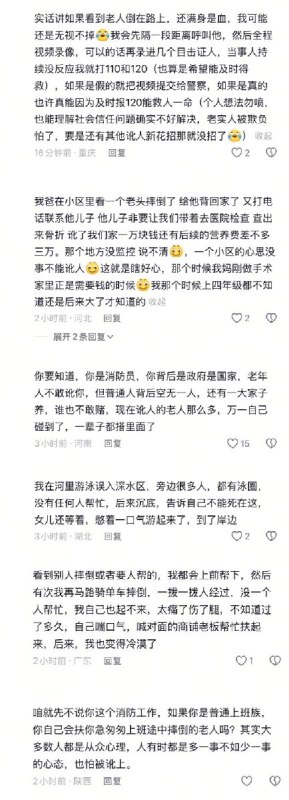 实话讲如果看到老人倒在路上，还满身是血，我可能
还是无视不掉😂我会先隔一段距离呼叫他，然后全程
视频录像，可以的话再录进几个目击证人，当事人持
续没反应我就打110和120（也算是希望能及时得
救），如果是假的就把视频提交给警察，如果是真的
也许真能因为及时报120能救人一命（个人想法勿喷，
也能理解社会信任问题确实不好解决，老实人被欺负
怕了，要是还有其他讹人新花招那就没招了😂） 收起
16分钟前·重庆 回复 2
我爸在小区里看一个老头摔倒了 给他背回家了 又打
电话联系他儿子 他儿子非要让我们带着去医院检查 查出
来骨折 讹了我们家一万块钱还有后续的营养费差不多
三万。那个地方没监控 说不清🙂，一个小区的心思没
事不能讹人🙂这就是瞎好心，那个时候我妈刚做手术
家里正是需要钱的时候🙂我那个时候上四年级都不知
道还是后来大了才知道的 收起
2小时前·河北 回复 2
展开 2 条回复
你要知道，你是消防员，你背后是政府是国家，老年
人不敢讹你，但普通人背后空无一人，还有一大家子
养，谁也不敢赌，现在讹人的老人那么多，万一自己
碰到了，一辈子都搭里面了
3小时前·河南 回复 15
我在河里游泳误入深水区，旁边很多人，都有泳圈，
没有任何人帮忙，后来沉底，告诉自己不能死在这，
女儿还等着，憋着一口气游起来了，到了岸边
3小时前·湖北 回复 2
看到别人摔倒或者要人帮的，我都会上前帮下，然后
有次我再马路骑单车摔倒，一拨一拨人经过，没一个
人帮忙，我自己也起不来，太痛了伤了腿，不知道过
了多久，自己喘口气，喊对面的商铺老板帮忙扶起
来，后来，我也变得冷漠了
2小时前·广东 回复 1
咱就先不说你这个消防工作，如果你是普通上班族，
你自己会扶你急匆匆上班途中摔倒的老人吗？其实大
多数人都是从众心理，人有时都是多一事不如少一事
的心态，也怕被讹上。
2小时前·陕西 回复 2